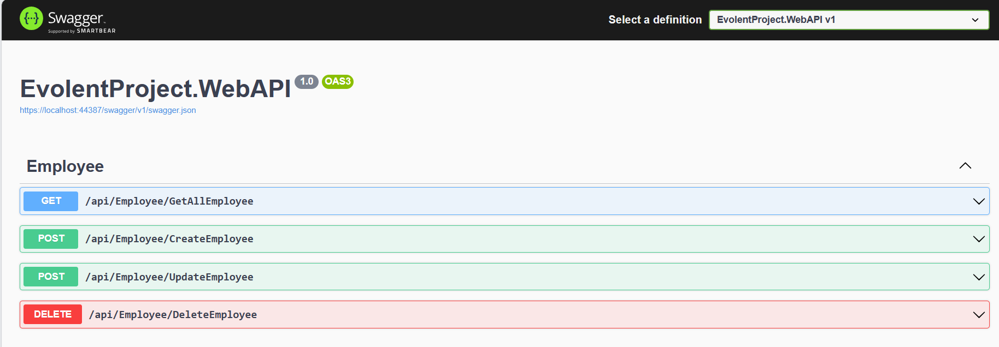 {...} Swagger™
Supported by SMARTBEAR
Select a definition
EvolentProject.WebAPI v1
EvolentProject.WebAPI 1.0 OAS3
https://localhost:44387/swagger/v1/swagger.json
Employee
GET /api/Employee/GetAllEmployee
POST /api/Employee/CreateEmployee
POST /api/Employee/UpdateEmployee
DELETE /api/Employee/DeleteEmployee